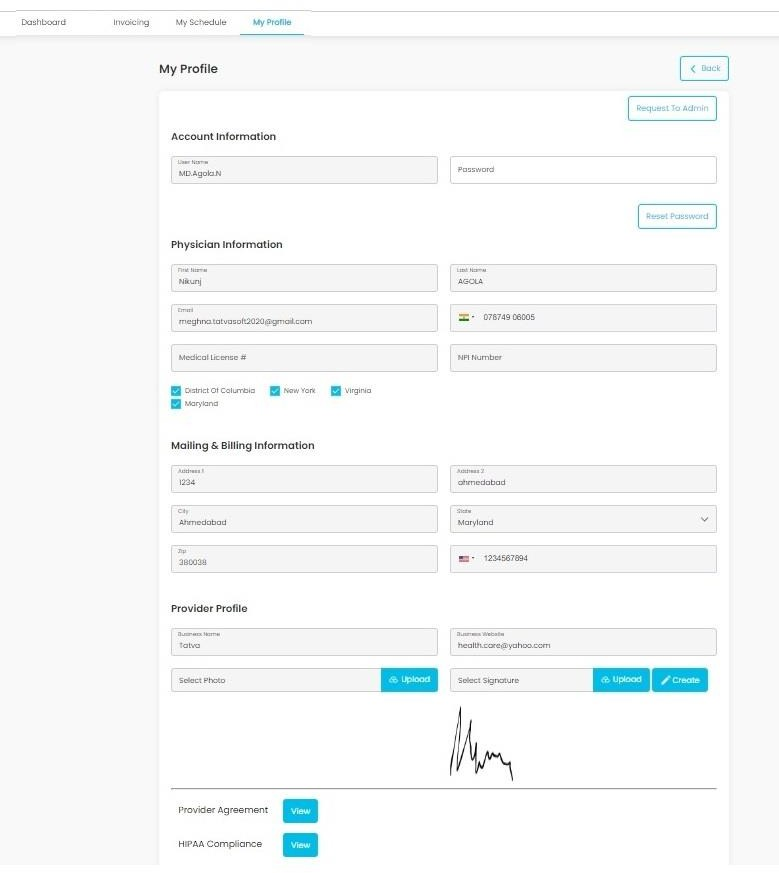 Dashboard Invoicing My Schedule My Profile
My Profile
Back
Request To Admin
Account Information
User Name
MD.Agola.N
Password
Reset Password
Physician Information
First Name
Nikunj
Last Name
AGOLA
Email
meghna.tatvasoft2020@gmail.com
078749 06005
Medical License #
NPI Number
District Of Columbia New York Virginia
Maryland
Mailing & Billing Information
Address 1
1234
Address 2
ahmedabad
City
Ahmedabad
State
Maryland
Zip
380038
1234567894
Provider Profile
Business Name
Tatva
Business Website
health.care@yahoo.com
Select Photo Upload
Select Signature Upload Create
Provider Agreement View
HIPAA Compliance View